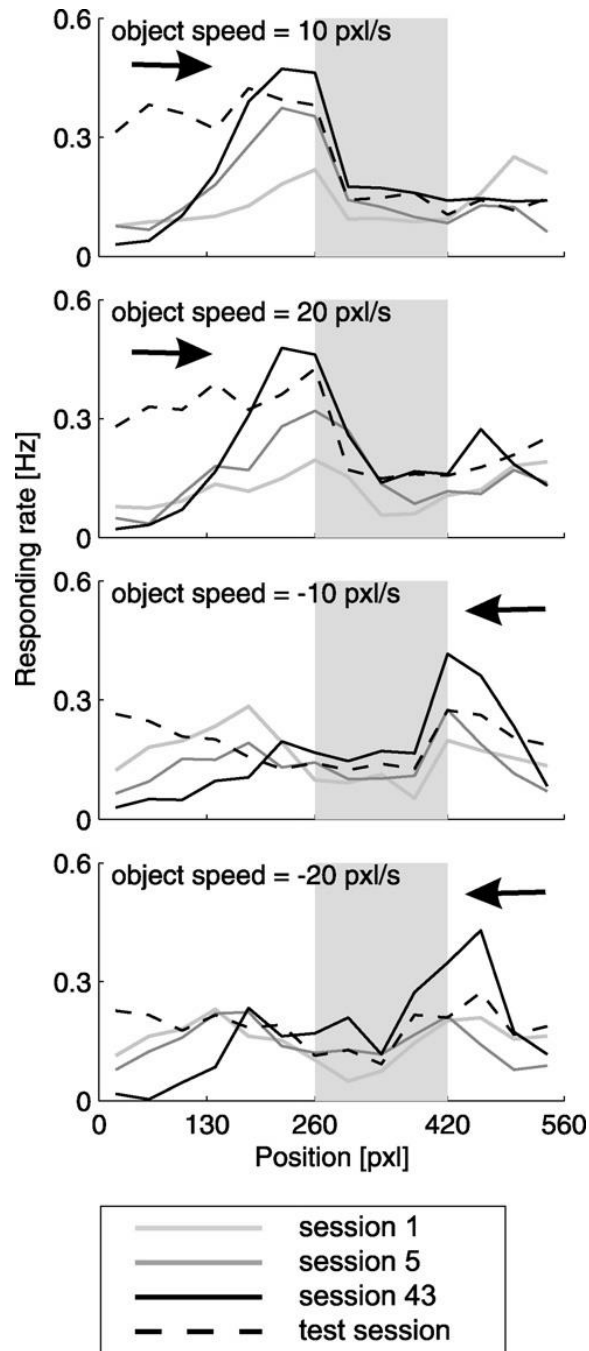 0.6
object speed = 10 pxl/s
0.3
0
0.6
object speed = 20 pxl/s
0.3
0
Responding rate [Hz]
0.6
object speed = -10 pxl/s
0.3
0
0.6
object speed = -20 pxl/s
0.3
0
0 130 260 420 560
Position [pxl]
session 1
session 5
session 43
test session